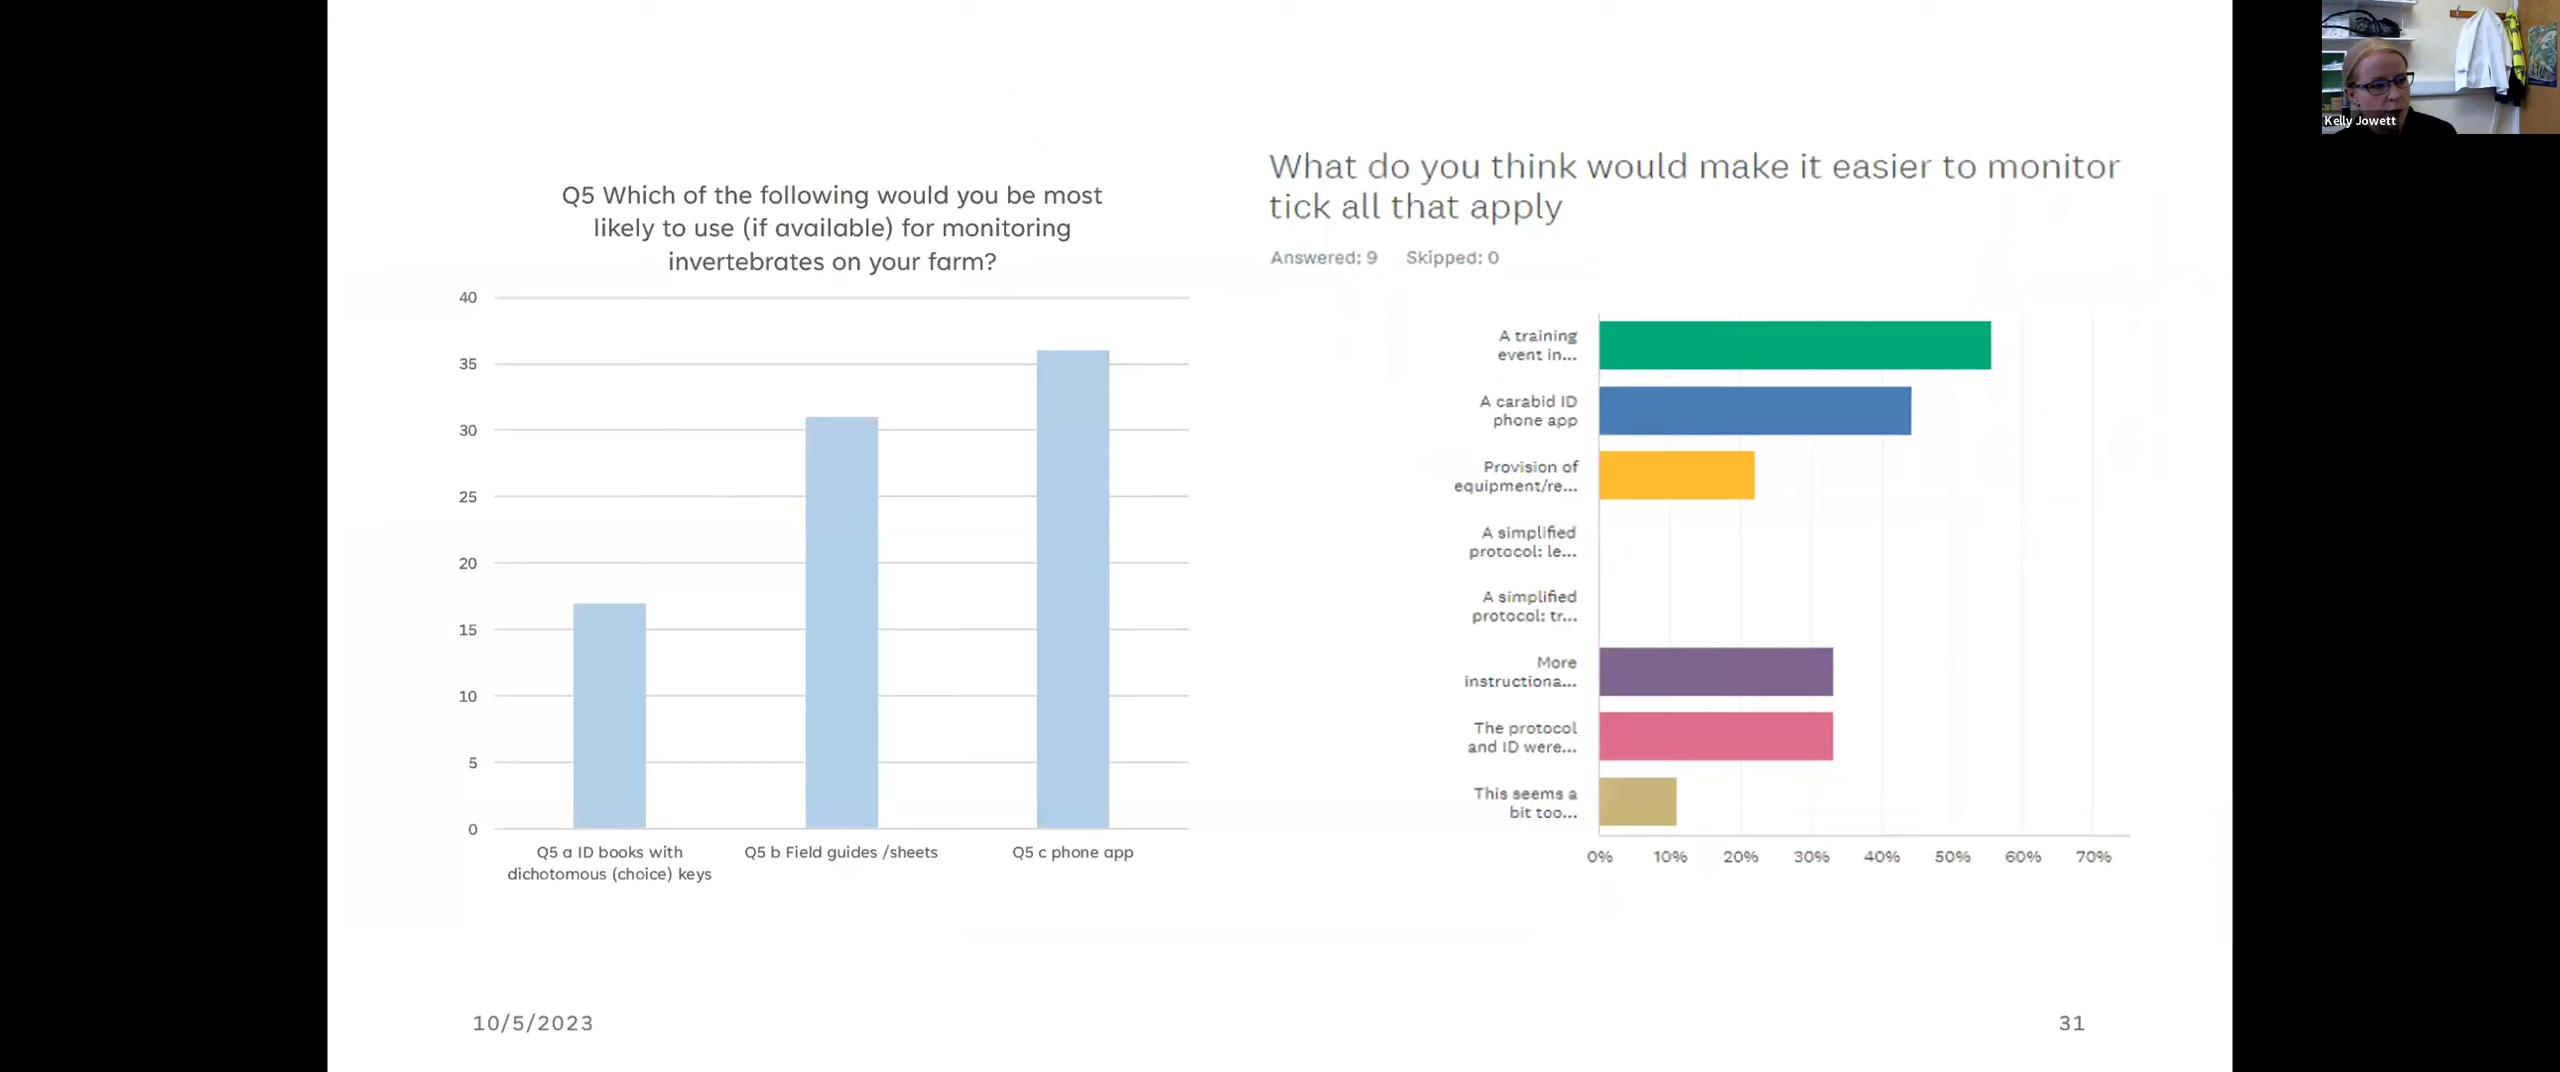 Kelly Jowett
Q5 Which of the following would you be most
likely to use (if available) for monitoring
invertebrates on your farm?
40
35
30
25
20
15
10
5
0
Q5 a ID books with
dichotomous (choice) keys
Q5 b Field guides /sheets
Q5 c phone app
What do you think would make it easier to monitor
tick all that apply
Answered: 9 Skipped: 0
A training
event in...
A carabid ID
phone app
Provision of
equipment/re...
A simplified
protocol: le...
A simplified
protocol: tr...
More
instructiona...
The protocol
and ID were...
This seems a
bit too...
0% 10% 20% 30% 40% 50% 60% 70%
10/5/2023
31